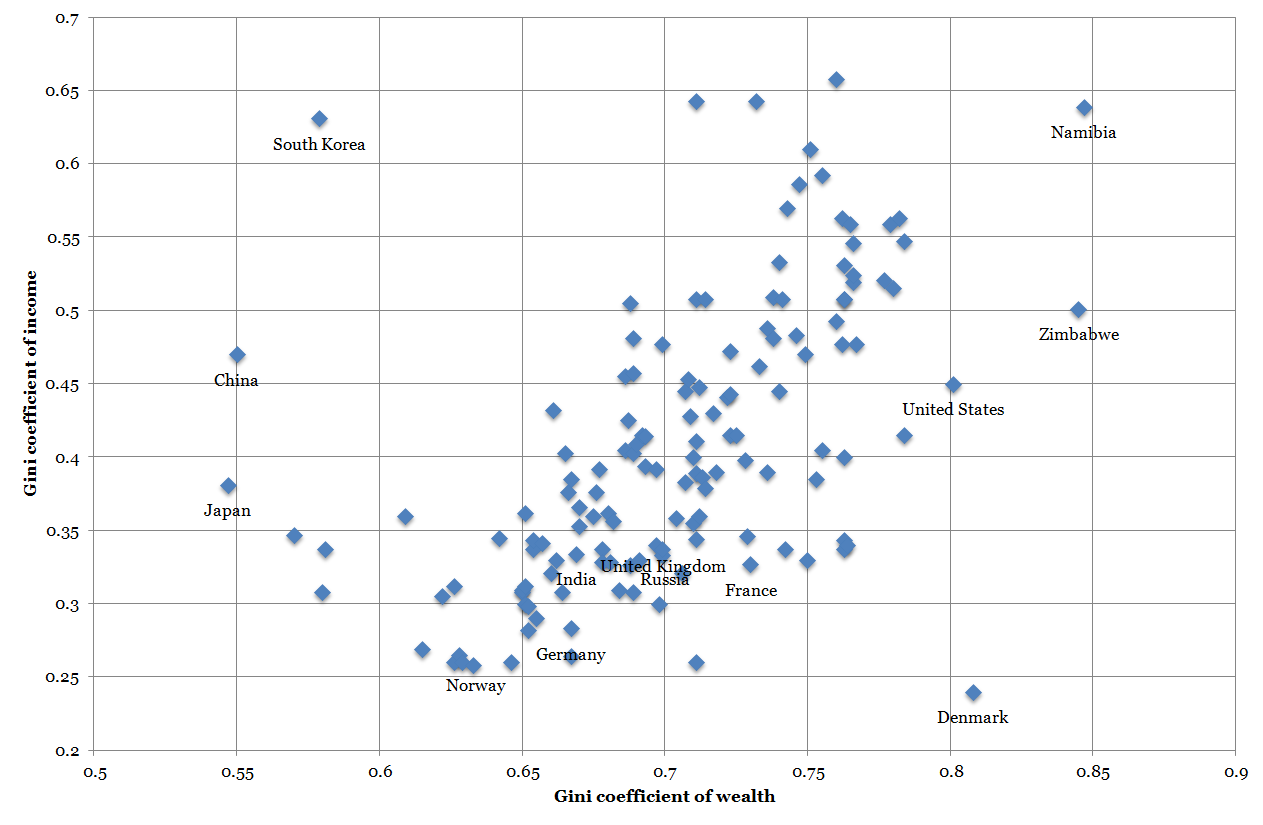 0.7
0.65
Namibia
South Korea
0.6
0.55
0.5
Zimbabwe
China
0.45
United States
0.4
Japan
0.35
United Kingdom
India
Russia
France
0.3
Germany
Norway
0.25
Denmark
0.2
0.5
0.55
0.6
0.65
0.7
0.75
0.8
0.85
0.9
Gini coefficient of wealth
Gini coefficient of income